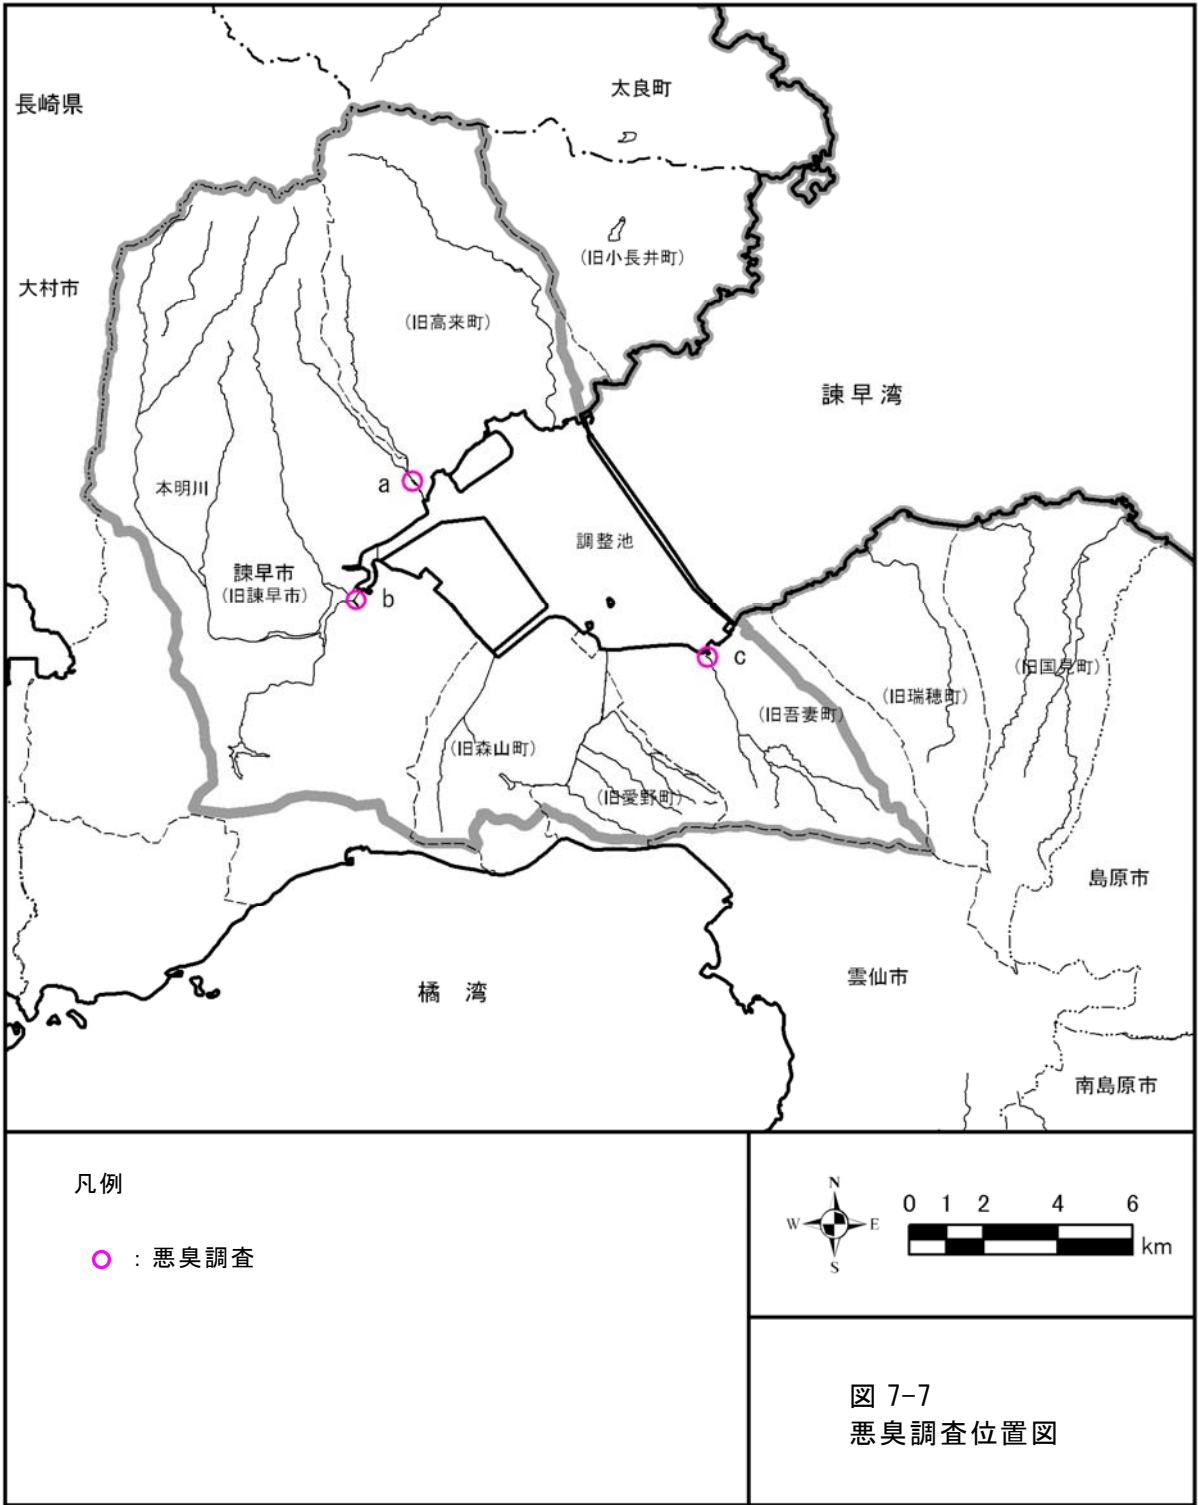 太良町
長崎県
(旧小長井町)
大村市
(旧高来町)
諫早湾
a
本明川
調整池
諫早市
(旧諫早市)
b
c
(旧国見町)
(旧瑞穂町)
(旧吾妻町)
(旧森山町)
(旧愛野町)
島原市
雲仙市
橘 湾
南島原市
凡例
: 悪臭調査
N
W E
S
0 1 2 4 6
km
図 7-7
悪臭調査位置図